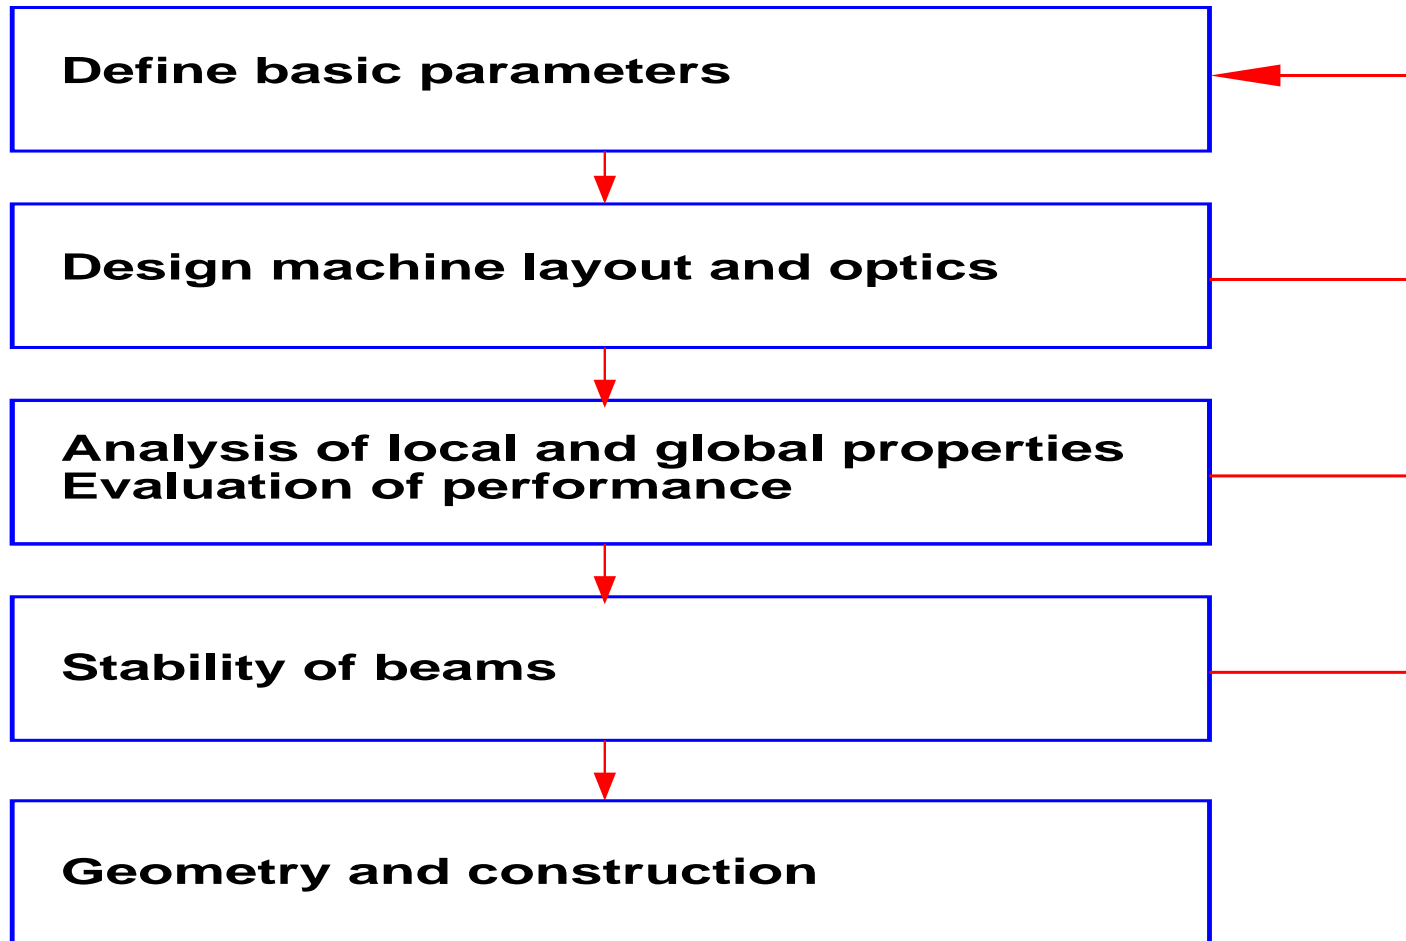 Define basic parameters
Design machine layout and optics
Analysis of local and global properties
Evaluation of performance
Stability of beams
Geometry and construction